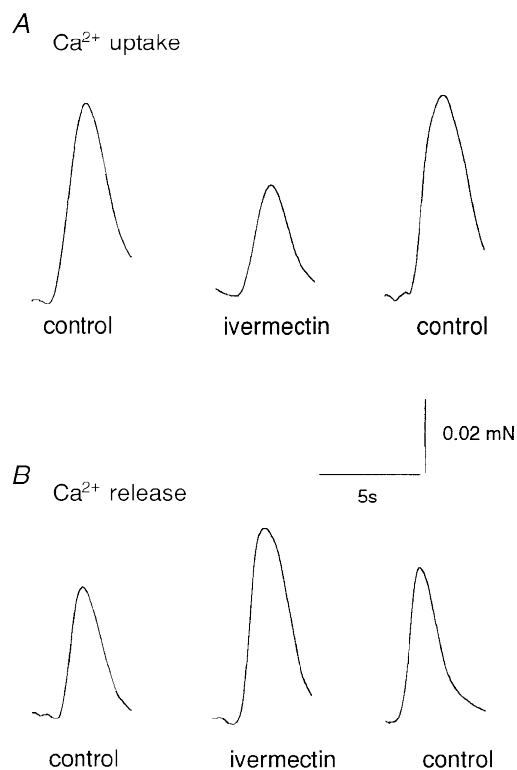 A
Ca²⁺ uptake
control ivermectin control
0.02 mN
5s
B
Ca²⁺ release
control ivermectin control